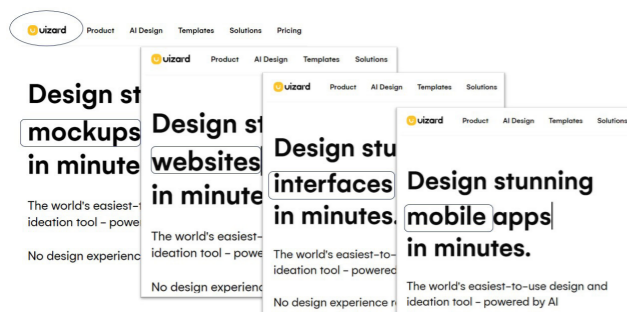 uizard Product AI Design Templates Solutions Pricing
Design st
mockups
in minute
The world's easiest-t
ideation tool - powe
No design experienc
uizard Product AI Design Templates Solutions
Design st
websites
in minute
The world's easiest-
ideation tool - powe
No design experienc
uizard Product AI Design Templates Solutions
Design stu
interfaces
in minutes.
The world's easiest-to-
ideation tool - powered
No design experience r
uizard Product AI Design Templates Solutions
Design stunning
mobile apps
in minutes.
The world's easiest-to-use design and
ideation tool - powered by AI